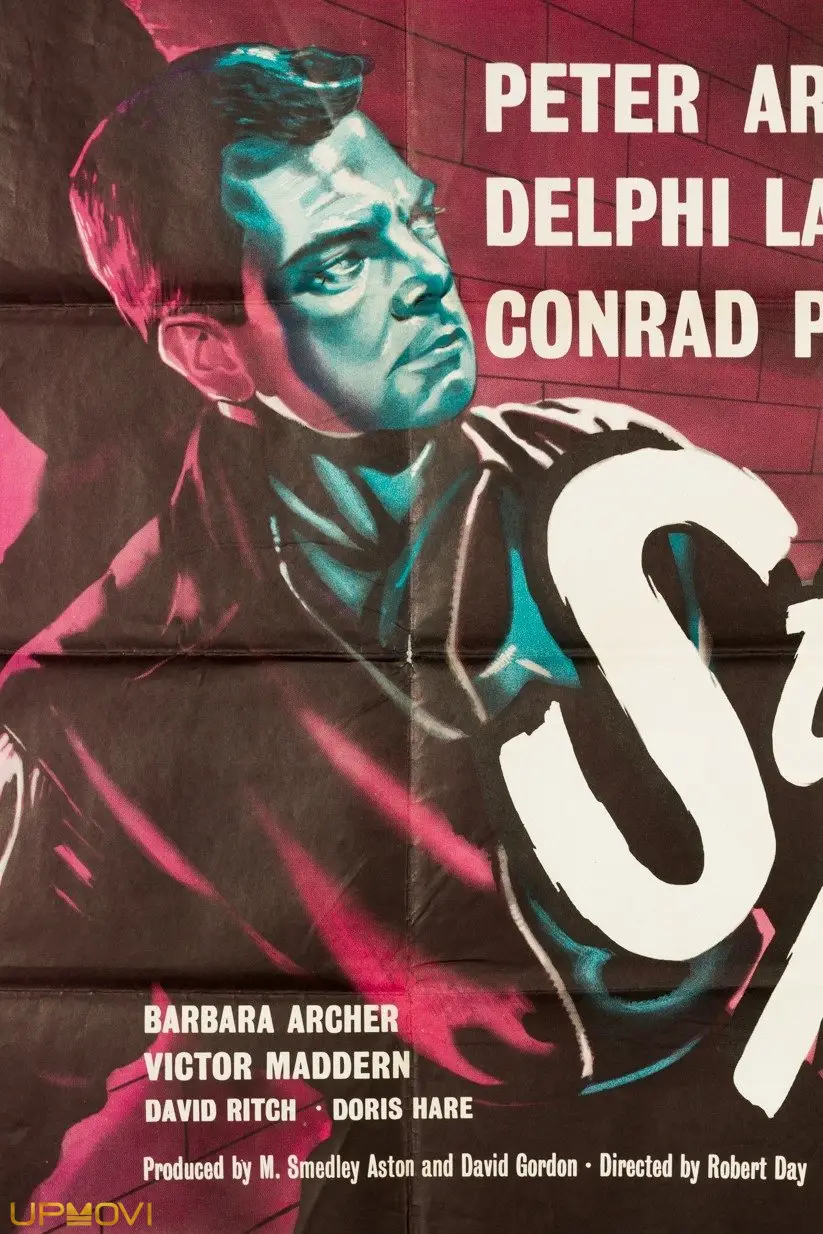 PETER AR
DELPHI LA
CONRAD P
S
BARBARA ARCHER
VICTOR MADDERN
DAVID RITCH · DORIS HARE
Produced by M. Smedley Aston and David Gordon · Directed by Robert Day
UPMOVI